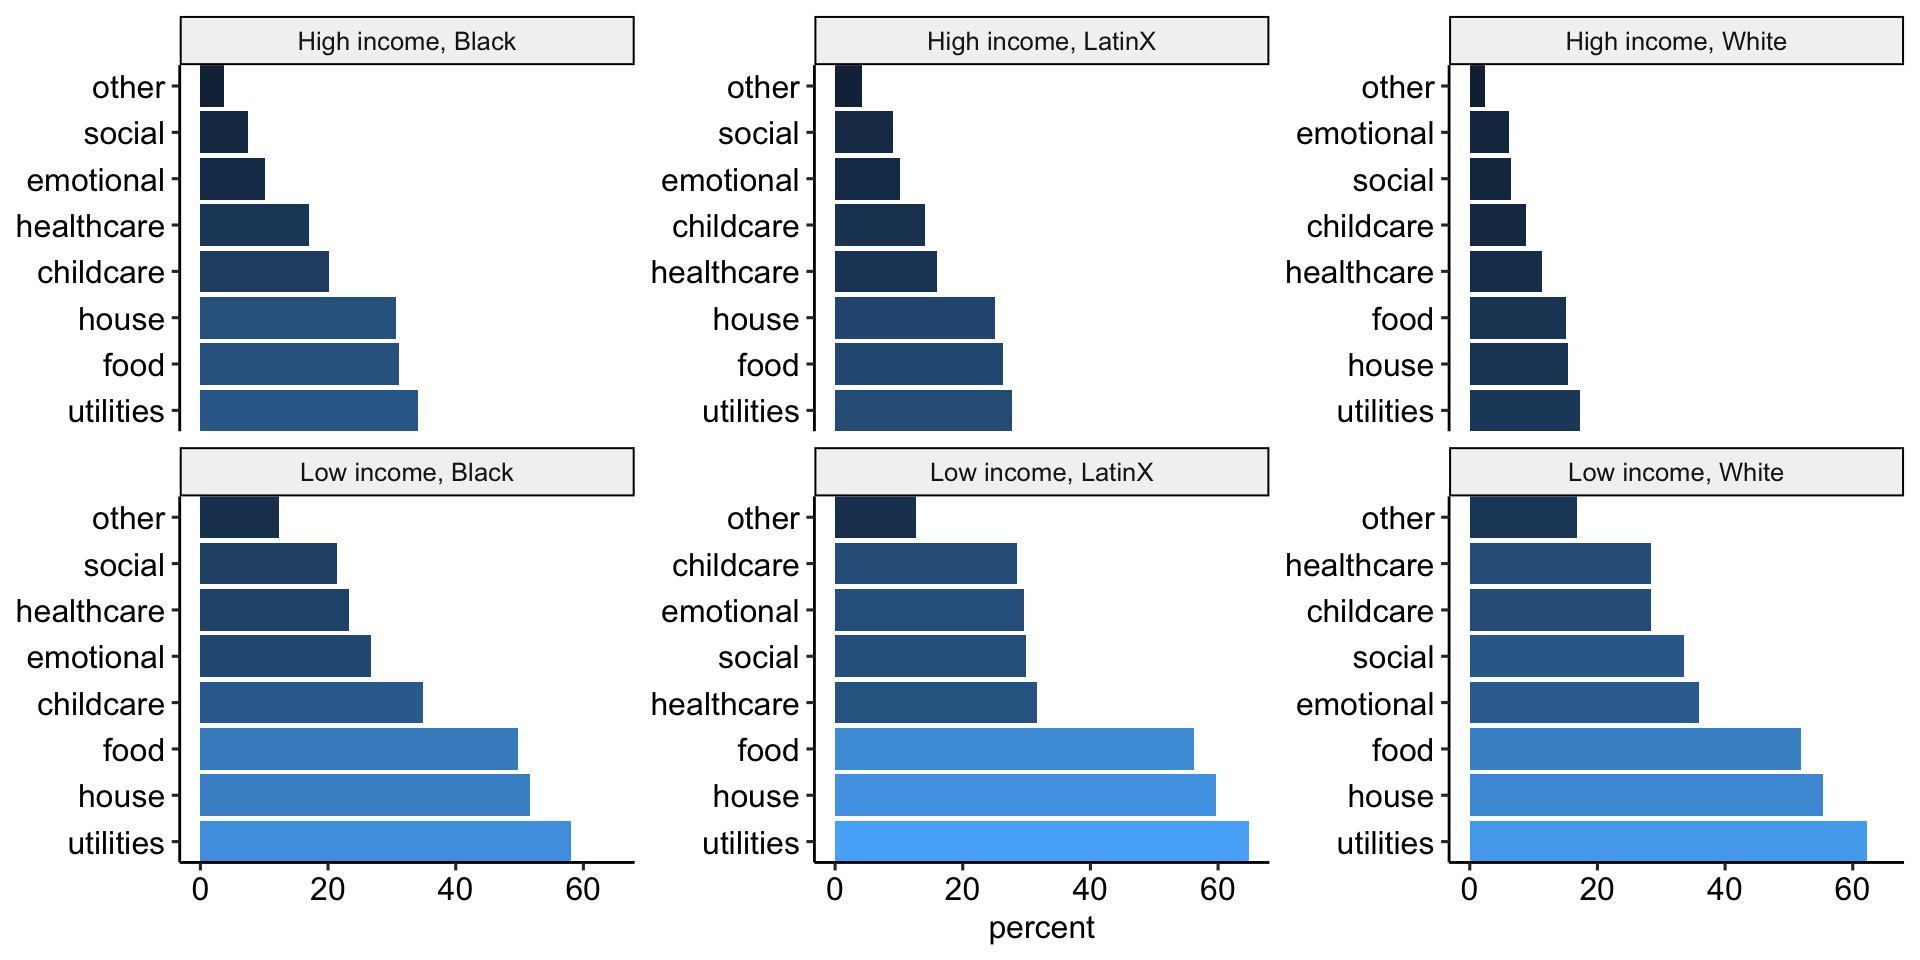 High income, Black
other
social
emotional
healthcare
childcare
house
food
utilities
High income, LatinX
other
social
emotional
childcare
healthcare
house
food
utilities
High income, White
other
emotional
social
childcare
healthcare
food
house
utilities
Low income, Black
other
social
healthcare
emotional
childcare
food
house
utilities
0 20 40 60
Low income, LatinX
other
childcare
emotional
social
healthcare
food
house
utilities
0 20 40 60
Low income, White
other
healthcare
childcare
social
emotional
food
house
utilities
0 20 40 60
percent